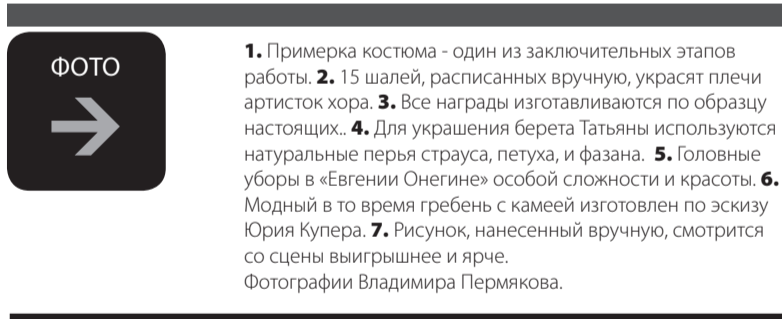 ФОТО
1. Примерка костюма - один из заключительных этапов
работы. 2. 15 шалей, расписанных вручную, украсят плечи
артисток хора. 3. Все награды изготавливаются по образцу
настоящих.. 4. Для украшения берета Татьяны используются
натуральные перья страуса, петуха, и фазана. 5. Головные
уборы в «Евгении Онегине» особой сложности и красоты. 6.
Модный в то время гребень с камеей изготовлен по эскизу
Юрия Купера. 7. Рисунок, нанесенный вручную, смотрится
со сцены выигрышнее и ярче.
Фотографии Владимира Пермякова.